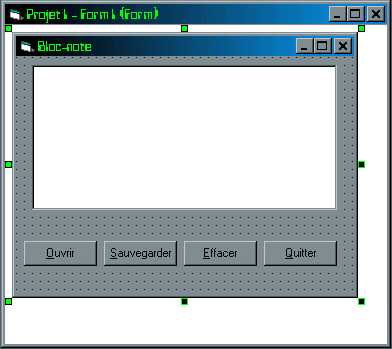 Projet1 - Form1 (Form)
Bloc-note
Ouvrir Sauvegarder Effacer Quitter